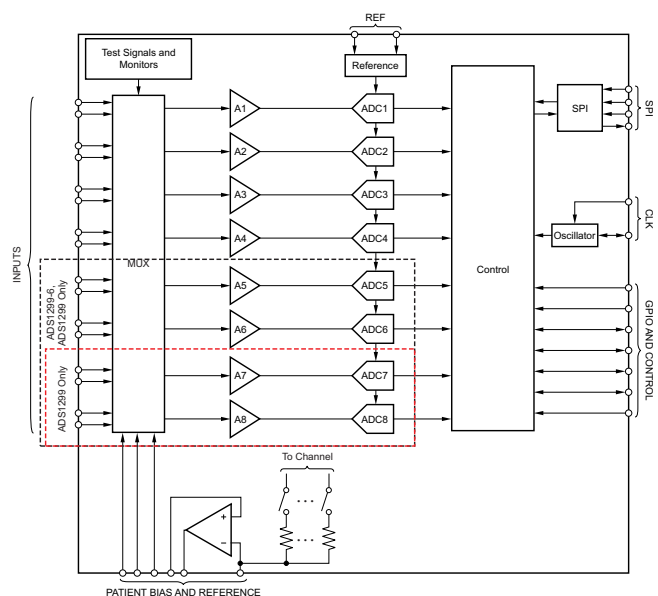 REF
Test Signals and
Monitors
Reference
A1
ADC1
A2
ADC2
A3
ADC3
A4
ADC4
A5
ADC5
A6
ADC6
A7
ADC7
A8
ADC8
MUX
INPUTS
ADS1299-6,
ADS1299 Only
ADS1299 Only
Control
SPI
SPI
Oscillator
CLK
GPIO AND CONTROL
To Channel
...
...
+
-
PATIENT BIAS AND REFERENCE